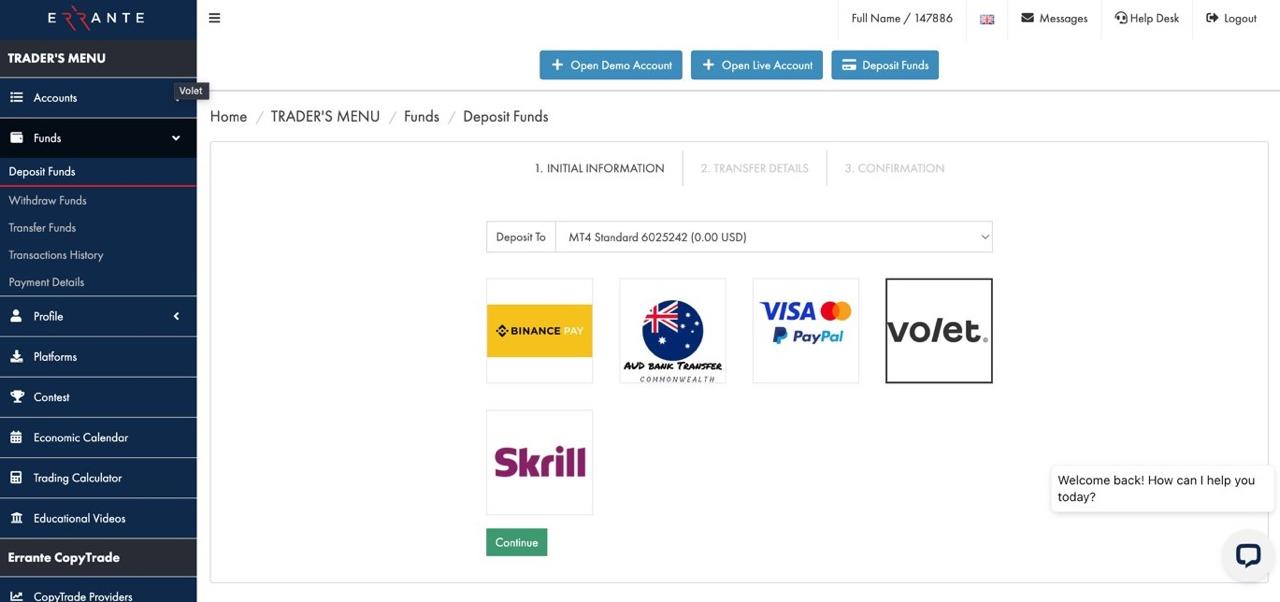 ERRANTE
Full Name / 147886
Messages
Help Desk
Logout
TRADER'S MENU
Open Demo Account
Open Live Account
Deposit Funds
Accounts
Volet
Funds
Deposit Funds
Withdraw Funds
Transfer Funds
Transactions History
Payment Details
Profile
Platforms
Contest
Economic Calendar
Trading Calculator
Educational Videos
Errante CopyTrade
CopyTrade Providers
Home / TRADER'S MENU / Funds / Deposit Funds
1. INITIAL INFORMATION
2. TRANSFER DETAILS
3. CONFIRMATION
Deposit To
MT4 Standard 6025242 (0.00 USD)
BINANCE PAY
AUD BANK TRANSFER
COMMONWEALTH
VISA
PayPal
volet.
Skrill
Continue
Welcome back! How can I help you
today?